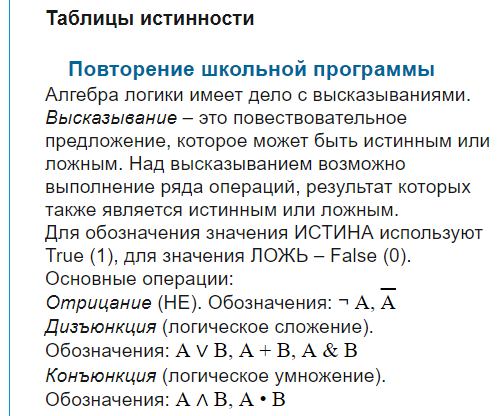 Таблицы истинности
Повторение школьной программы
Алгебра логики имеет дело с высказываниями.
Высказывание – это повествовательное
предложение, которое может быть истинным или
ложным. Над высказыванием возможно
выполнение ряда операций, результат которых
также является истинным или ложным.
Для обозначения значения ИСТИНА используют
True (1), для значения ЛОЖЬ – False (0).
Основные операции:
Отрицание (НЕ). Обозначения: ¬ A, A̅
Дизъюнкция (логическое сложение).
Обозначения: A ∨ B, A + B, A & B
Конъюнкция (логическое умножение).
Обозначения: A ∧ B, A • B